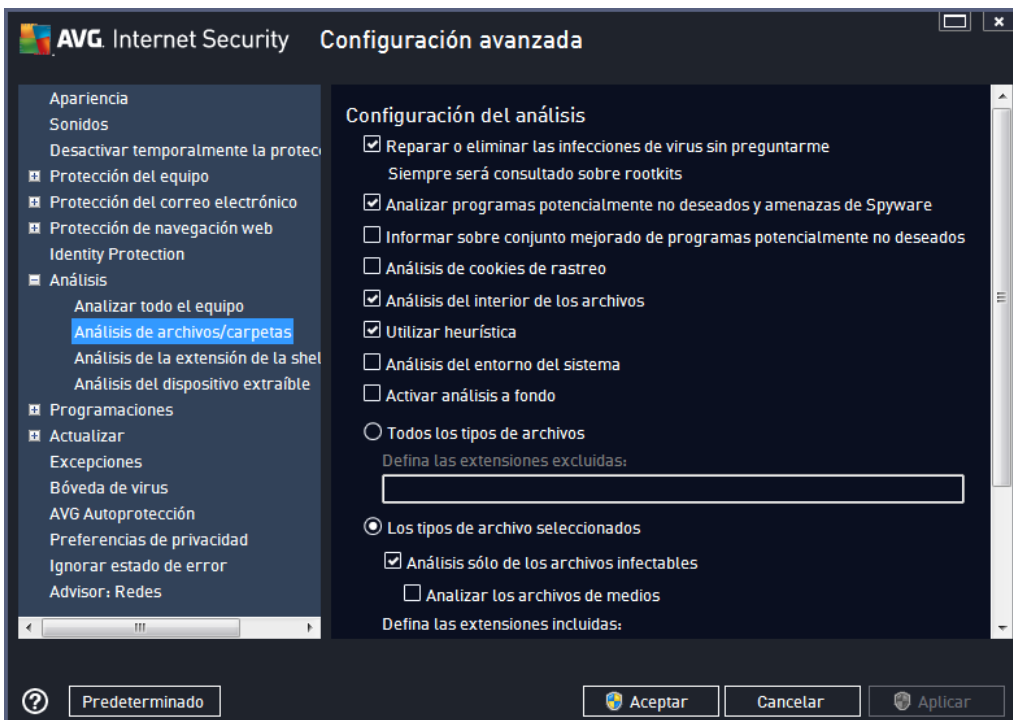 AVG. Internet Security Configuración avanzada
Apariencia
Sonidos
Desactivar temporalmente la protec
Protección del equipo
Protección del correo electrónico
Protección de navegación web
Identity Protection
Análisis
Analizar todo el equipo
Análisis de archivos/carpetas
Análisis de la extensión de la shel
Análisis del dispositivo extraíble
Programaciones
Actualizar
Excepciones
Bóveda de virus
AVG Autoprotección
Preferencias de privacidad
Ignorar estado de error
Advisor: Redes
Configuración del análisis
Reparar o eliminar las infecciones de virus sin preguntarme
Siempre será consultado sobre rootkits
Analizar programas potencialmente no deseados y amenazas de Spyware
Informar sobre conjunto mejorado de programas potencialmente no deseados
Análisis de cookies de rastreo
Análisis del interior de los archivos
Utilizar heurística
Análisis del entorno del sistema
Activar análisis a fondo
Todos los tipos de archivos
Defina las extensiones excluidas:
Los tipos de archivo seleccionados
Análisis sólo de los archivos infectables
Analizar los archivos de medios
Defina las extensiones incluidas:
Predeterminado
Aceptar
Cancelar
Aplicar